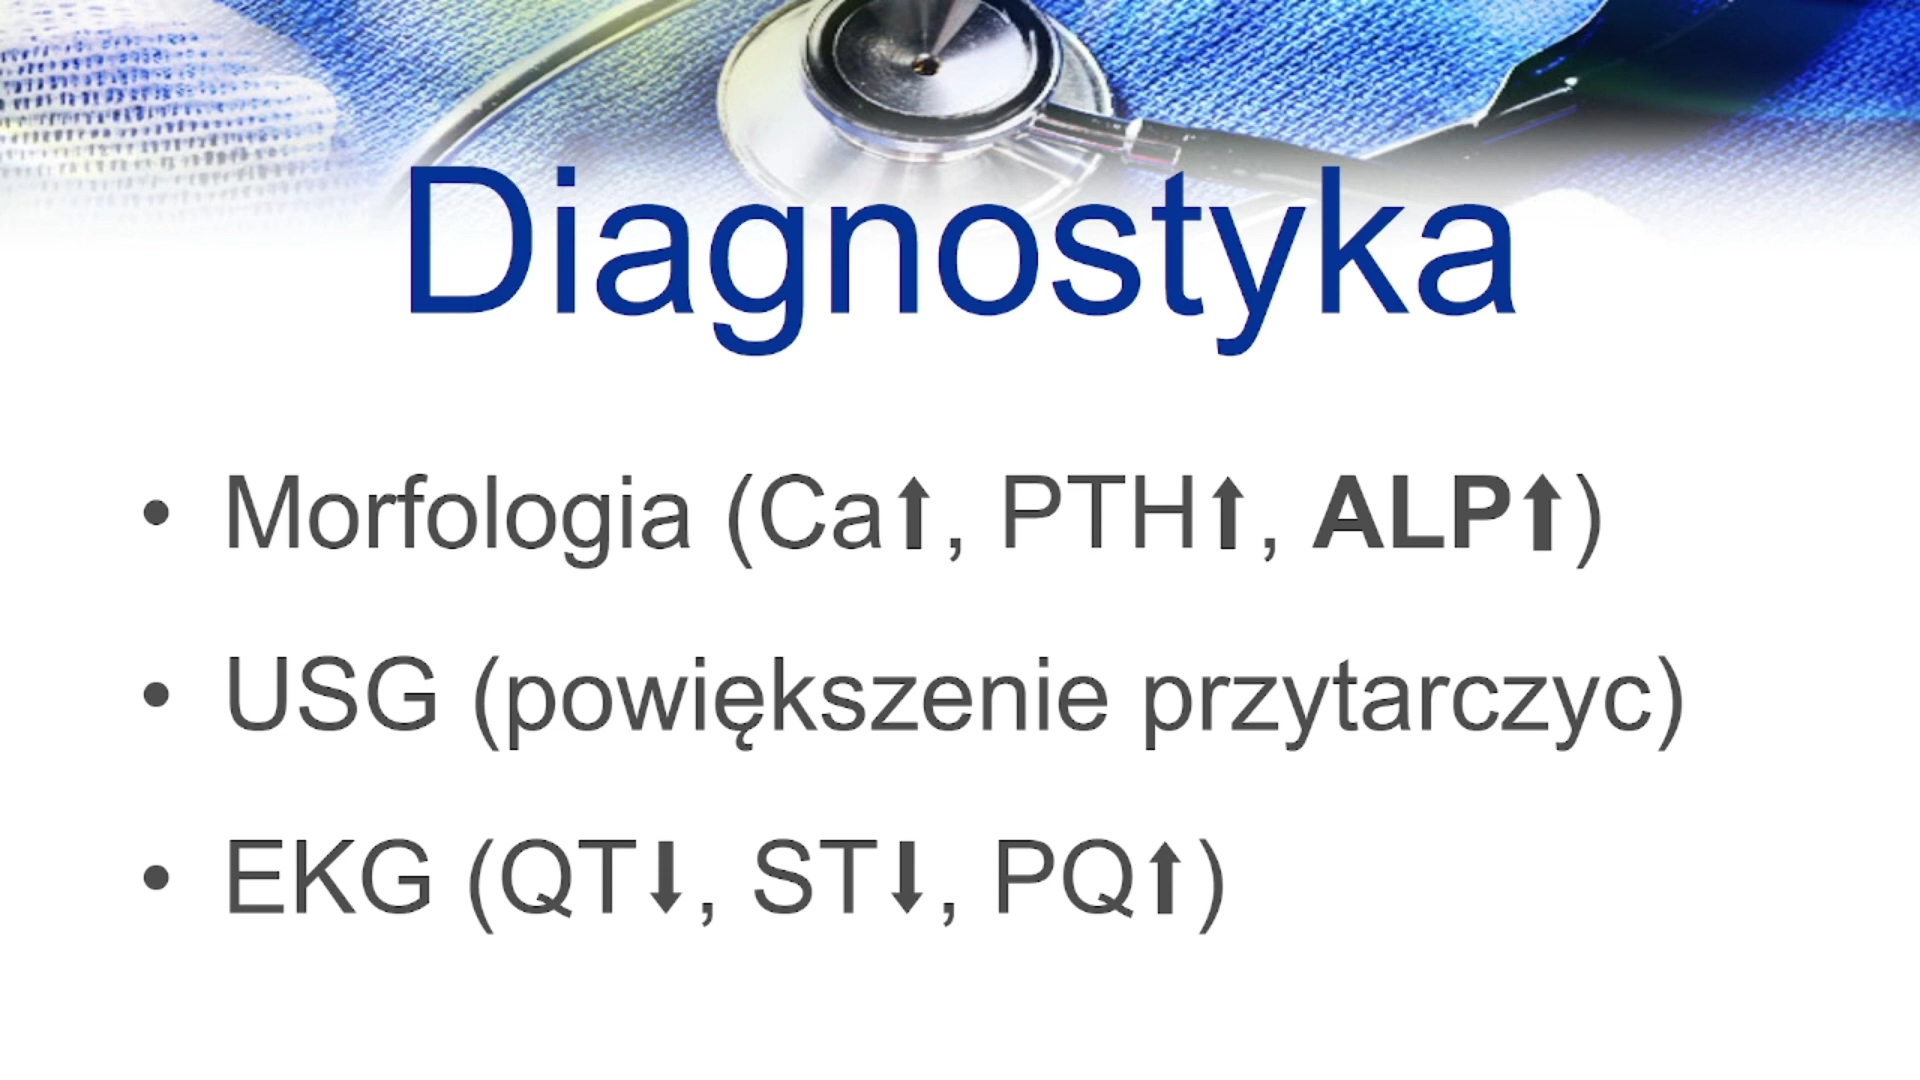 Diagnostyka
• Morfologia (Ca⬆, PTH⬆, ALP⬆)
• USG (powiększenie przytarczyc)
• EKG (QT⬇, ST⬇, PQ⬆)